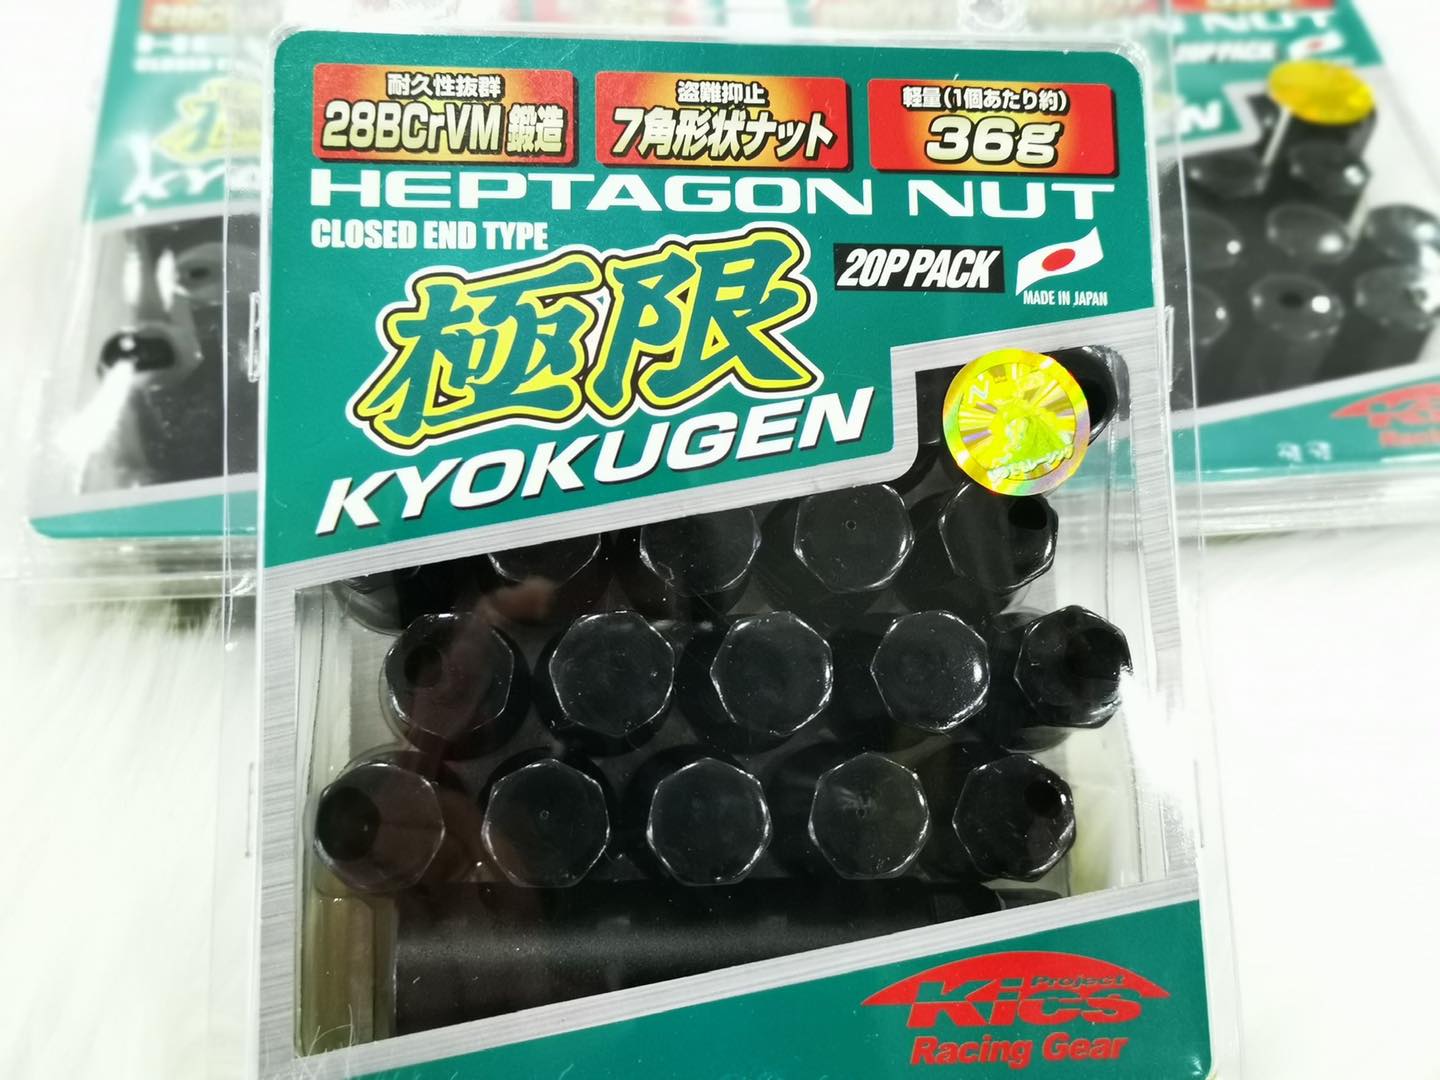 耐久性抜群
28BCrVM 鍛造
盗難抑止
7角形状ナット
軽量(1個あたり約)
36g
HEPTAGON NUT
CLOSED END TYPE
20P PACK
MADE IN JAPAN
極限
KYOKUGEN
Project
Kics
Racing Gear
20P PACK